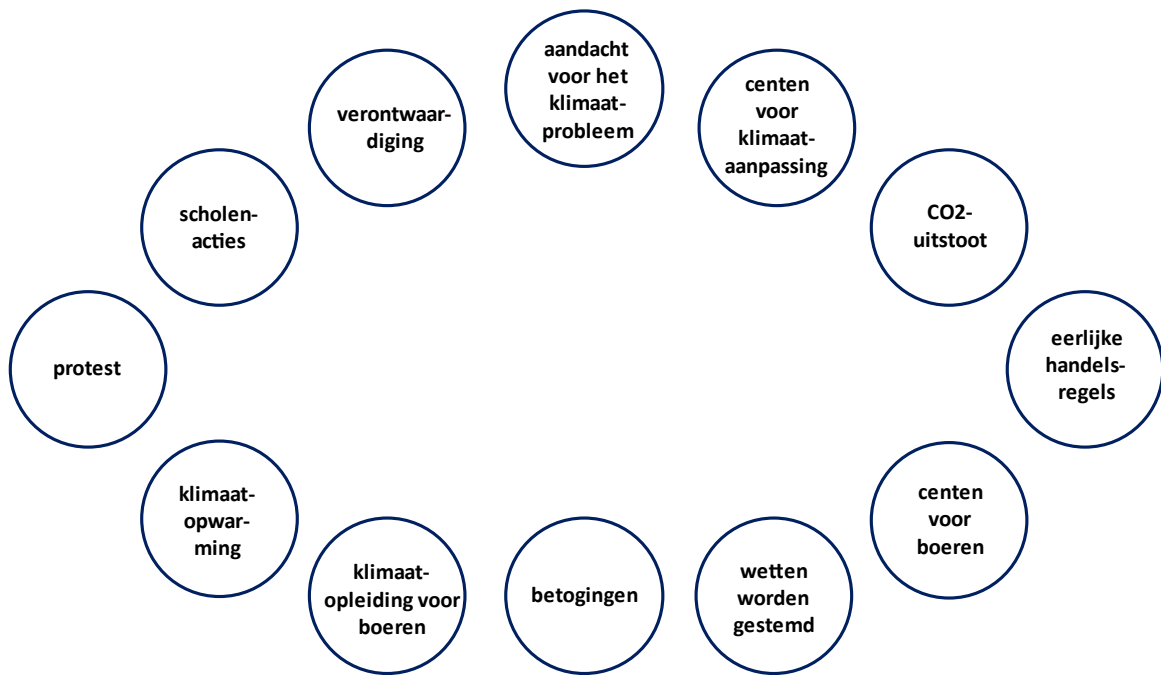 aandacht
voor het
klimaat-
probleem
centen
voor
klimaat-
aanpassing
CO2-
uitstoot
eerlijke
handels-
regels
centen
voor
boeren
wetten
worden
gestemd
betogingen
klimaat-
opleiding voor
boeren
klimaat-
opwar-
ming
protest
scholen-
acties
verontwaar-
diging